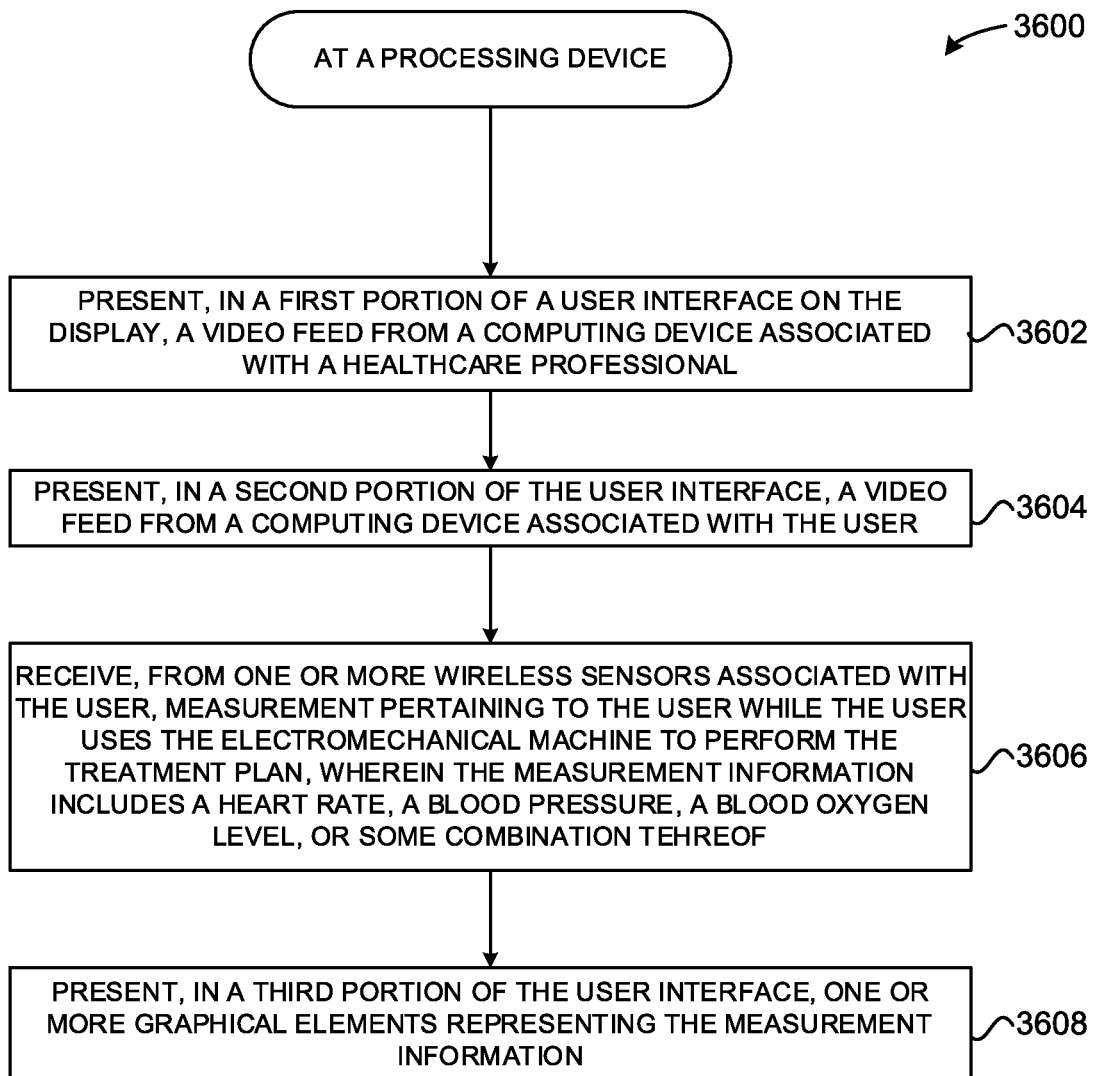 AT A PROCESSING DEVICE
3600
PRESENT, IN A FIRST PORTION OF A USER INTERFACE ON THE
DISPLAY, A VIDEO FEED FROM A COMPUTING DEVICE ASSOCIATED
WITH A HEALTHCARE PROFESSIONAL
3602
PRESENT, IN A SECOND PORTION OF THE USER INTERFACE, A VIDEO
FEED FROM A COMPUTING DEVICE ASSOCIATED WITH THE USER
3604
RECEIVE, FROM ONE OR MORE WIRELESS SENSORS ASSOCIATED WITH
THE USER, MEASUREMENT PERTAINING TO THE USER WHILE THE USER
USES THE ELECTROMECHANICAL MACHINE TO PERFORM THE
TREATMENT PLAN, WHEREIN THE MEASUREMENT INFORMATION
INCLUDES A HEART RATE, A BLOOD PRESSURE, A BLOOD OXYGEN
LEVEL, OR SOME COMBINATION TEHREOF
3606
PRESENT, IN A THIRD PORTION OF THE USER INTERFACE, ONE OR
MORE GRAPHICAL ELEMENTS REPRESENTING THE MEASUREMENT
INFORMATION
3608